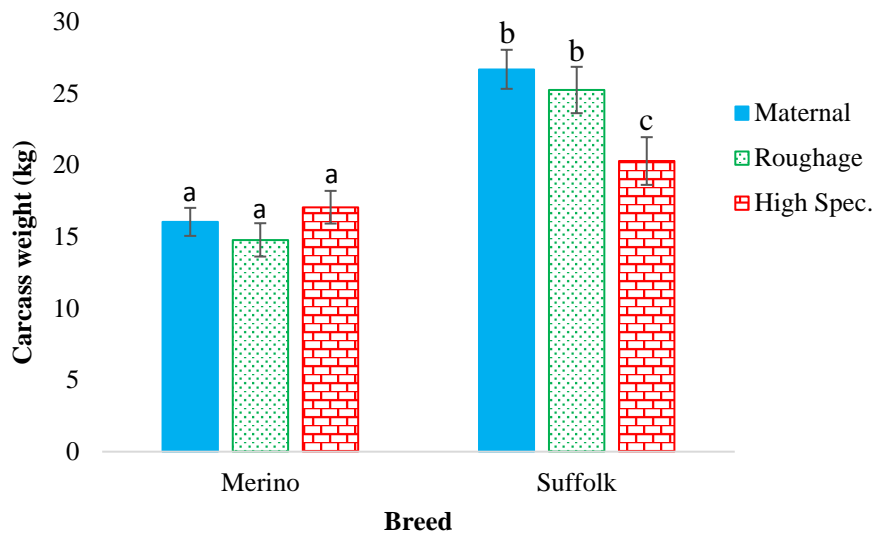 30
25
20
15
10
5
0
Carcass weight (kg)
a
a
a
b
b
c
Maternal
Roughage
High Spec.
Merino
Suffolk
Breed